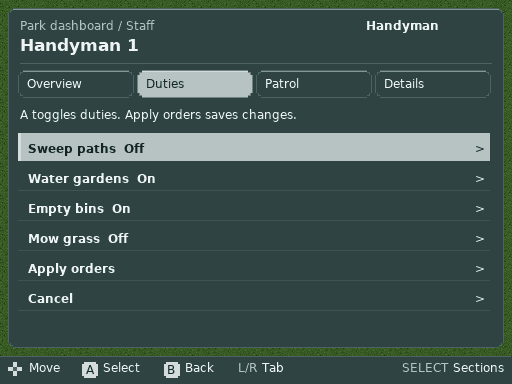 Park dashboard / Staff
Handyman
Handyman 1
Overview
Duties
Patrol
Details
A toggles duties. Apply orders saves changes.
Sweep paths Off >
Water gardens On >
Empty bins On >
Mow grass Off >
Apply orders >
Cancel >
Move A Select B Back L/R Tab SELECT Sections